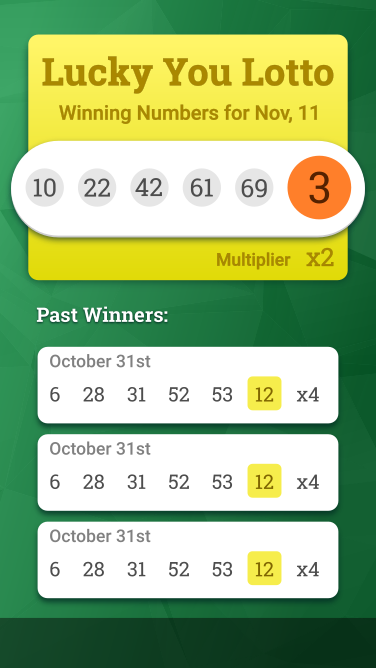 Lucky You Lotto
Winning Numbers for Nov, 11
10 22 42 61 69 3
Multiplier x2
Past Winners:
October 31st
6 28 31 52 53 12 x4
October 31st
6 28 31 52 53 12 x4
October 31st
6 28 31 52 53 12 x4